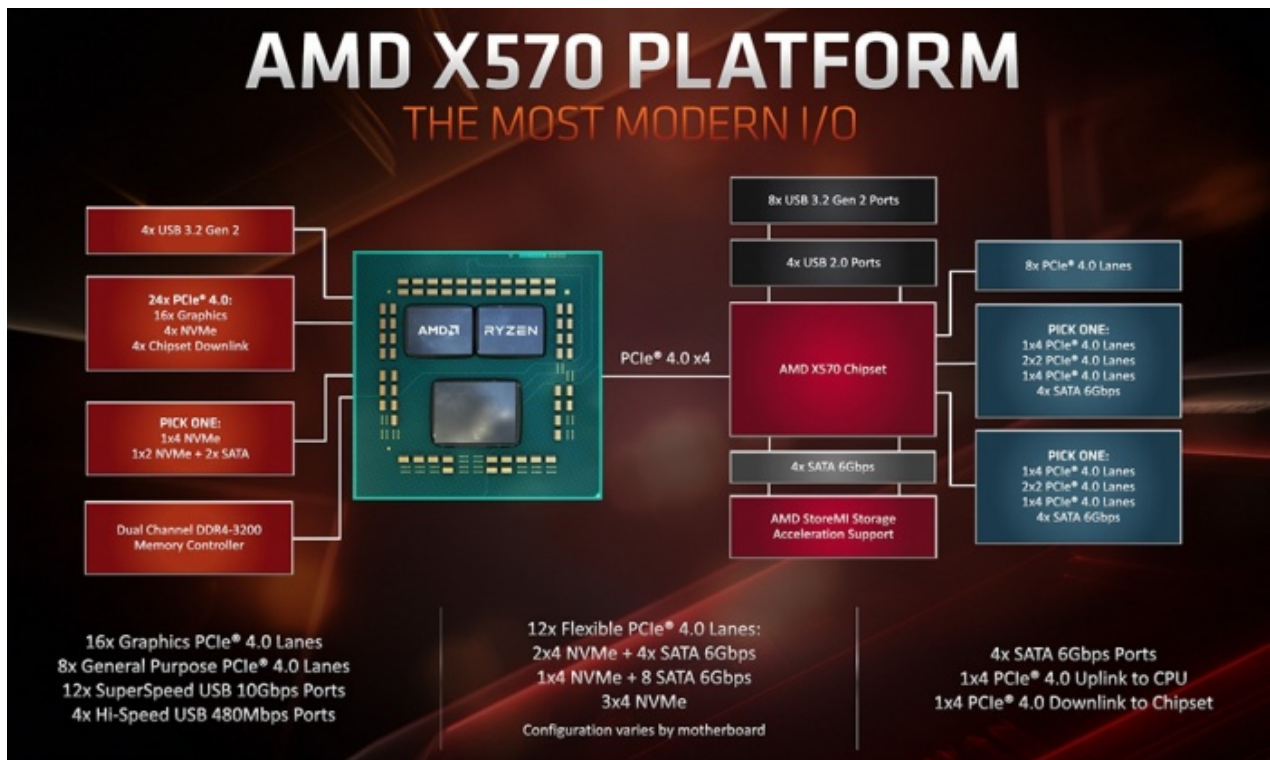 AMD X570 PLATFORM
THE MOST MODERN I/O
4x USB 3.2 Gen 2
24x PCIe® 4.0:
16x Graphics
4x NVMe
4x Chipset Downlink
PICK ONE:
1x4 NVMe
1x2 NVMe + 2x SATA
Dual Channel DDR4-3200
Memory Controller
AMD
RYZEN
PCIe® 4.0 x4
8x USB 3.2 Gen 2 Ports
4x USB 2.0 Ports
AMD X570 Chipset
4x SATA 6Gbps
AMD StoreMI Storage
Acceleration Support
8x PCIe® 4.0 Lanes
PICK ONE:
1x4 PCIe® 4.0 Lanes
2x2 PCIe® 4.0 Lanes
1x4 PCIe® 4.0 Lanes
4x SATA 6Gbps
PICK ONE:
1x4 PCIe® 4.0 Lanes
2x2 PCIe® 4.0 Lanes
1x4 PCIe® 4.0 Lanes
4x SATA 6Gbps
16x Graphics PCIe® 4.0 Lanes
8x General Purpose PCIe® 4.0 Lanes
12x SuperSpeed USB 10Gbps Ports
4x Hi-Speed USB 480Mbps Ports
12x Flexible PCIe® 4.0 Lanes:
2x4 NVMe + 4x SATA 6Gbps
1x4 NVMe + 8 SATA 6Gbps
3x4 NVMe
Configuration varies by motherboard
4x SATA 6Gbps Ports
1x4 PCIe® 4.0 Uplink to CPU
1x4 PCIe® 4.0 Downlink to Chipset